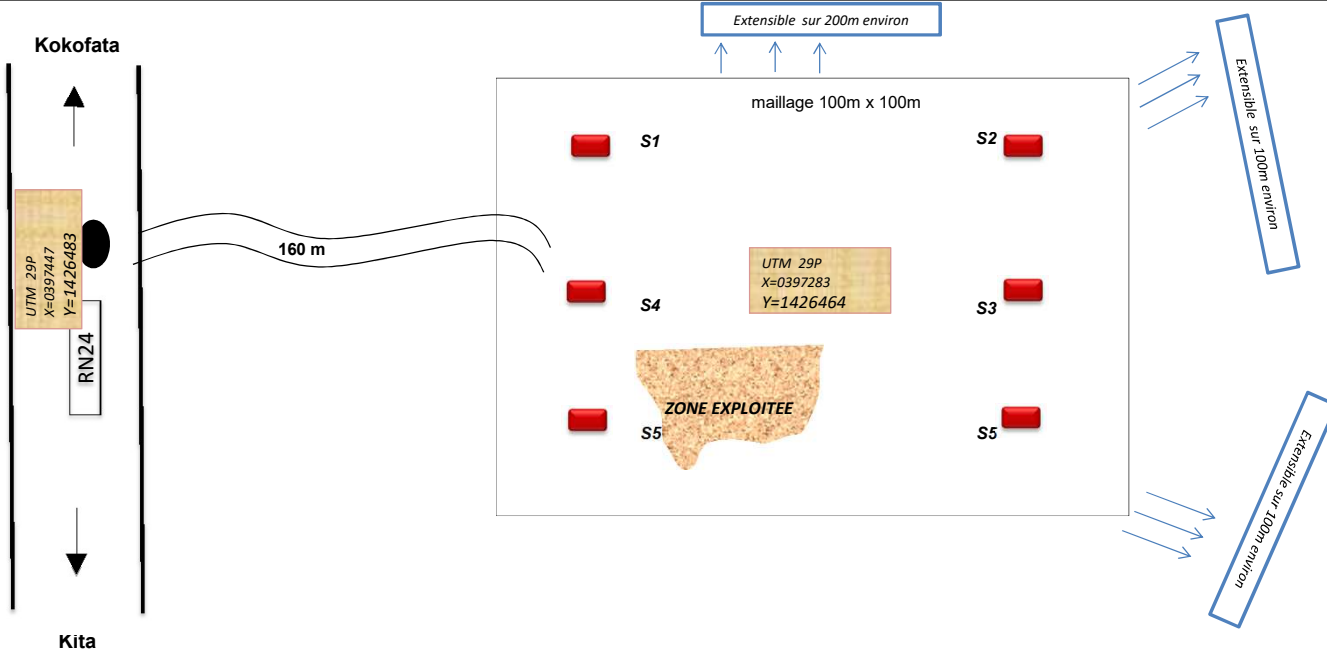 Extensible sur 200m environ
Kokofata
maillage 100m x 100m
Extensible sur 100m environ
S1
S2
UTM 29P
X=0397447
Y=1426483
160 m
UTM 29P
X=0397283
Y=1426464
S4
S3
RN24
ZONE EXPLOITEE
S5
S5
Extensible sur 100m environ
Kita